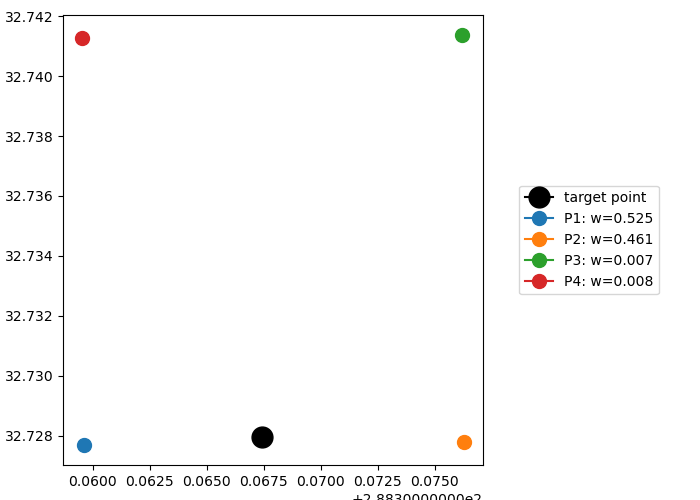 32.742
32.740
32.738
32.736
32.734
32.732
32.730
32.728
0.0600 0.0625 0.0650 0.0675 0.0700 0.0725 0.0750
+2.8830000000e2
target point
P1: w=0.525
P2: w=0.461
P3: w=0.007
P4: w=0.008